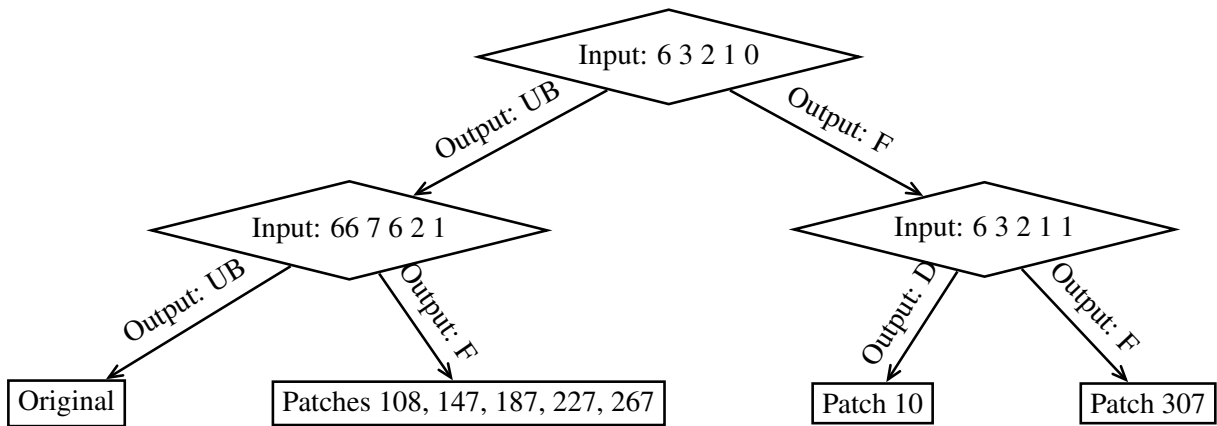 Input: 6 3 2 1 0
Output: UB
Output: F
Input: 66 7 6 2 1
Input: 6 3 2 1 1
Output: UB
Output: F
Output: D
Output: F
Original
Patches 108, 147, 187, 227, 267
Patch 10
Patch 307